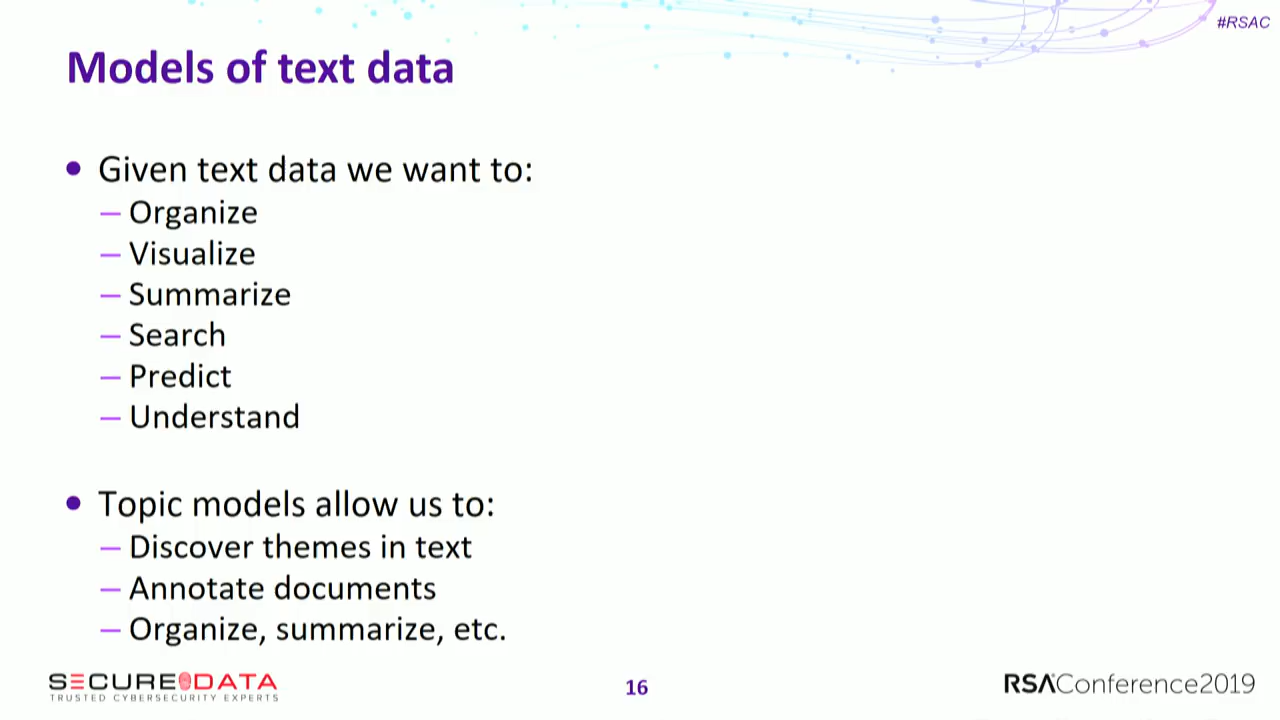 #RSAC
Models of text data
• Given text data we want to:
– Organize
– Visualize
– Summarize
– Search
– Predict
– Understand
• Topic models allow us to:
– Discover themes in text
– Annotate documents
– Organize, summarize, etc.
SECUREDATA
TRUSTED CYBERSECURITY EXPERTS
16
RSAConference2019